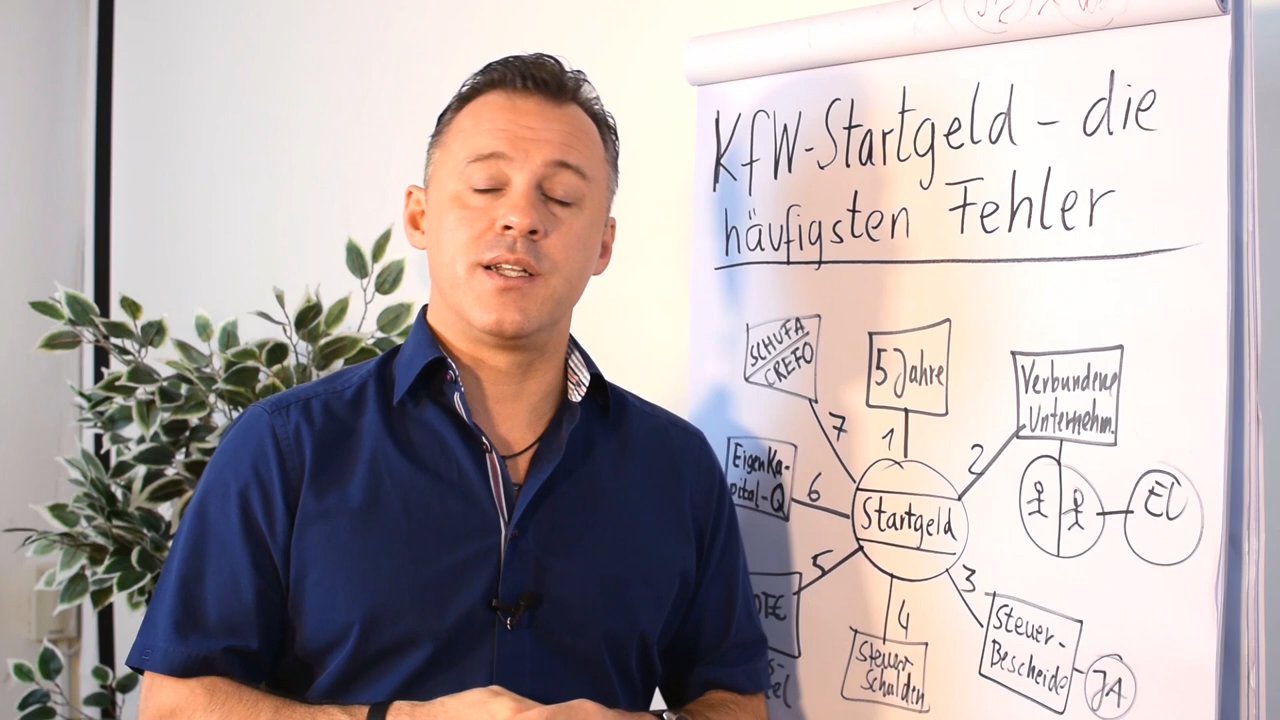 KfW-Startgeld - die
häufigsten Fehler
SCHUFA
CREFO
5 Jahre
Verbundene
Unternehm.
7
1
2
Eigenka-
pital-Q
6
Startgeld
EU
5
3
4
Steuer-
Bescheide
JA
Steuer
Schulden